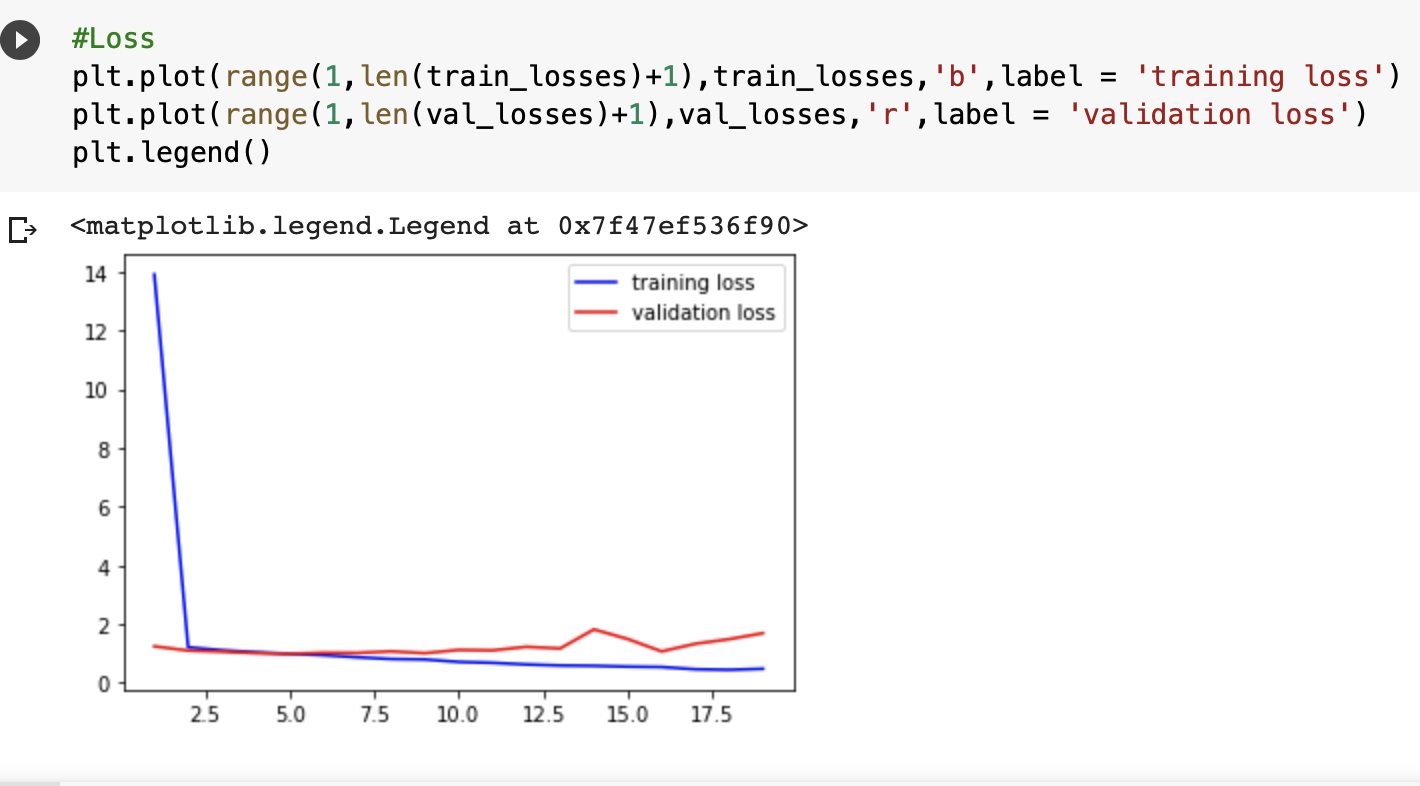 #Loss
plt.plot(range(1,len(train_losses)+1),train_losses,'b',label = 'training loss')
plt.plot(range(1,len(val_losses)+1),val_losses,'r',label = 'validation loss')
plt.legend()
<matplotlib.legend.Legend at 0x7f47ef536f90>
training loss
validation loss
14
12
10
8
6
4
2
0
2.5 5.0 7.5 10.0 12.5 15.0 17.5